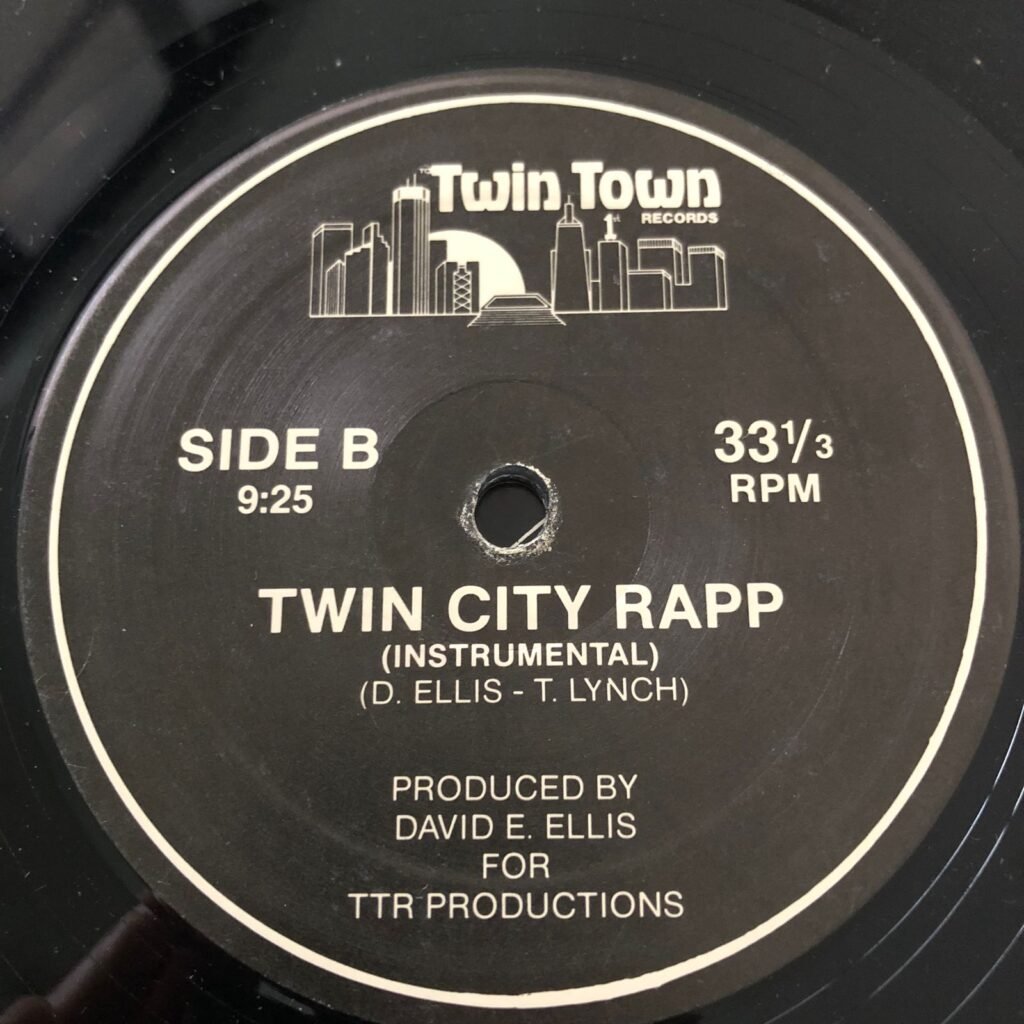 Twin Town
RECORDS
1st
SIDE B
9:25
33⅓
RPM
TWIN CITY RAPP
(INSTRUMENTAL)
(D. ELLIS - T. LYNCH)
PRODUCED BY
DAVID E. ELLIS
FOR
TTR PRODUCTIONS